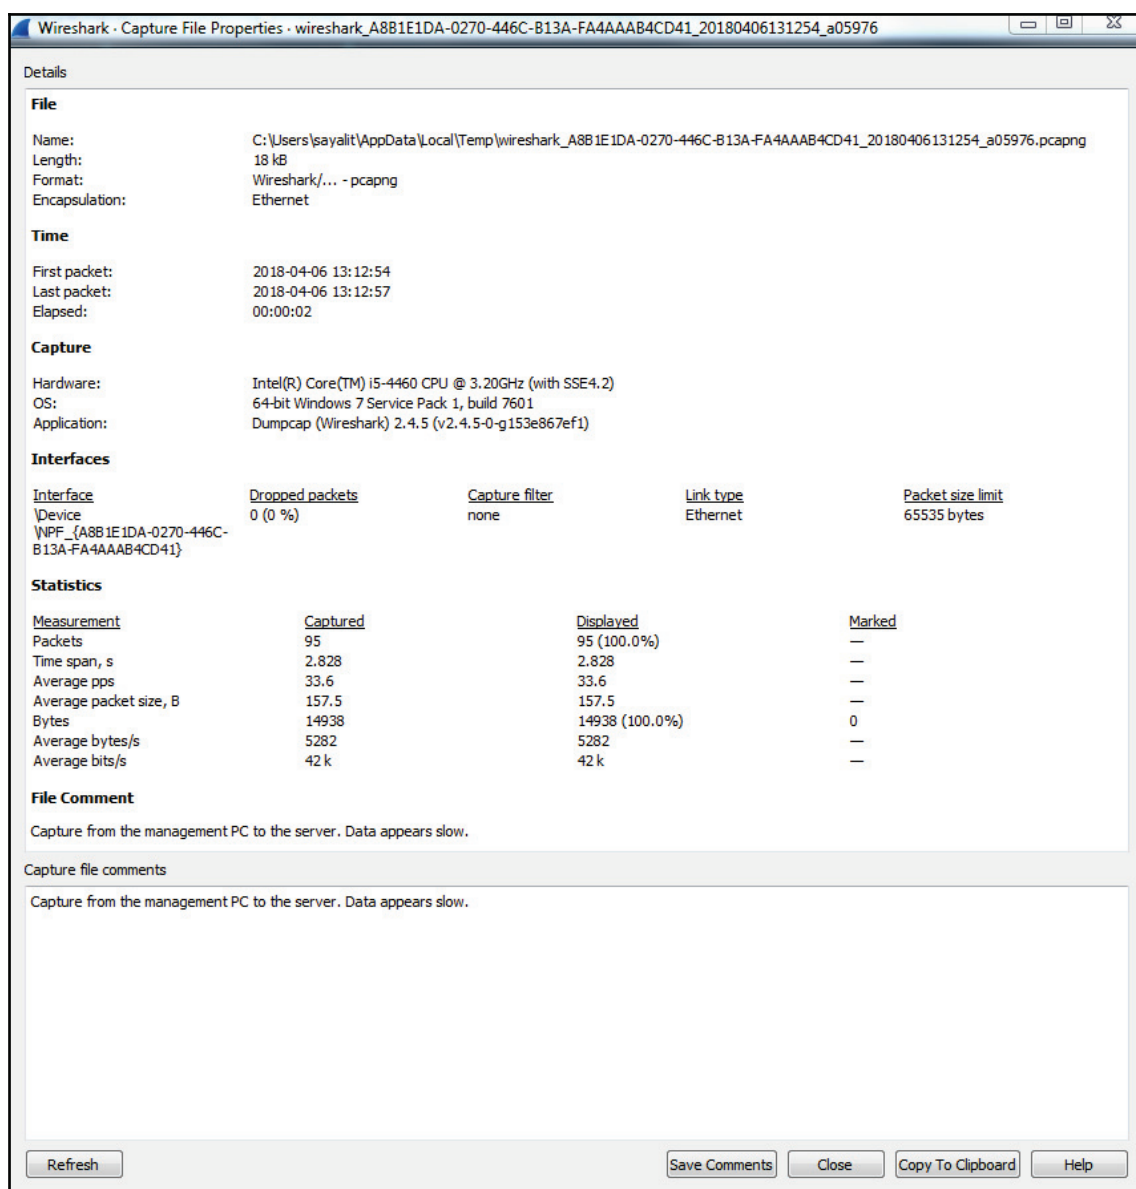 Wireshark · Capture File Properties · wireshark_A8B1E1DA-0270-446C-B13A-FA4AAAB4CD41_20180406131254_a05976
Details
File
Name: C:\Users\sayalit\AppData\Local\Temp\wireshark_A8B1E1DA-0270-446C-B13A-FA4AAAB4CD41_20180406131254_a05976.pcapng
Length: 18 kB
Format: Wireshark/... - pcapng
Encapsulation: Ethernet
Time
First packet: 2018-04-06 13:12:54
Last packet: 2018-04-06 13:12:57
Elapsed: 00:00:02
Capture
Hardware: Intel(R) Core(TM) i5-4460 CPU @ 3.20GHz (with SSE4.2)
OS: 64-bit Windows 7 Service Pack 1, build 7601
Application: Dumpcap (Wireshark) 2.4.5 (v2.4.5-0-g153e867ef1)
Interfaces
Interface Dropped packets Capture filter Link type Packet size limit
\Device 0 (0 %) none Ethernet 65535 bytes
\NPF_{A8B1E1DA-0270-446C-
B13A-FA4AAAB4CD41}
Statistics
Measurement Captured Displayed Marked
Packets 95 95 (100.0%) —
Time span, s 2.828 2.828 —
Average pps 33.6 33.6 —
Average packet size, B 157.5 157.5 —
Bytes 14938 14938 (100.0%) 0
Average bytes/s 5282 5282 —
Average bits/s 42 k 42 k —
File Comment
Capture from the management PC to the server. Data appears slow.
Capture file comments
Capture from the management PC to the server. Data appears slow.
Refresh Save Comments Close Copy To Clipboard Help